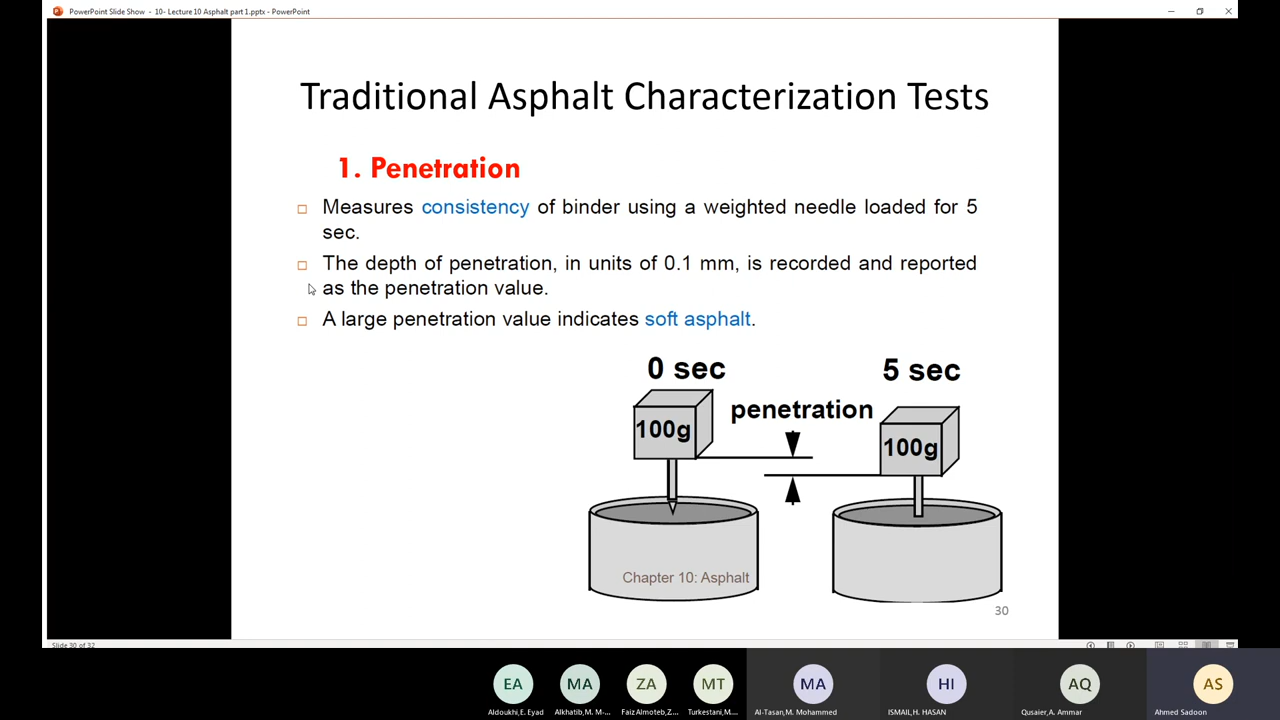 PowerPoint Slide Show - 10- Lecture 10 Asphalt part 1.pptx - PowerPoint
Traditional Asphalt Characterization Tests
1. Penetration
Measures consistency of binder using a weighted needle loaded for 5
sec.
The depth of penetration, in units of 0.1 mm, is recorded and reported
as the penetration value.
A large penetration value indicates soft asphalt.
0 sec
5 sec
penetration
100g
100g
Chapter 10: Asphalt
30
Slide 30 of 32
EA
MA
ZA
MT
MA
HI
AQ
AS
Aldoukhi,E. Eyad
Alkhatib,M. M-...
Faiz Almoteb,Z...
Turkestani,M....
Al-Tasan,M. Mohammed
ISMAIL,H. HASAN
Qusaier,A. Ammar
Ahmed Sadoon